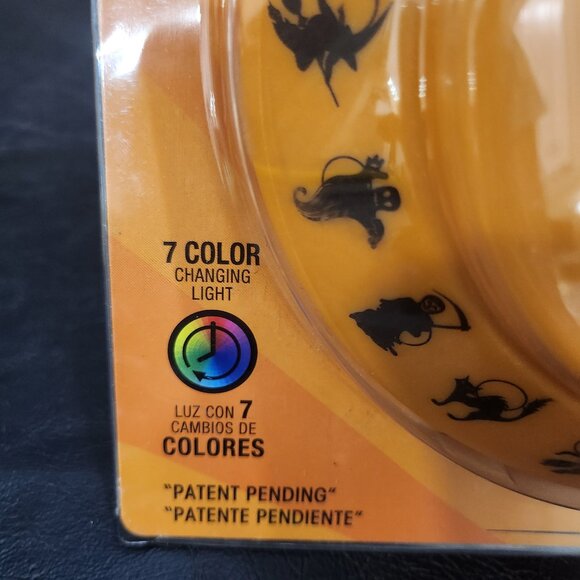 7 COLOR
CHANGING
LIGHT
LUZ CON 7
CAMBIOS DE
COLORES
"PATENT PENDING"
"PATENTE PENDIENTE"